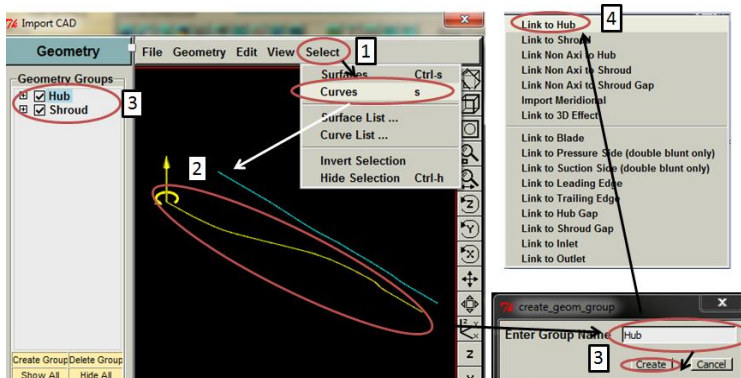 Import CAD
Geometry
File Geometry Edit View Select
1
Geometry Groups
Hub
Shroud
3
Surfaces Ctrl-s
Curves s
Surface List ...
Curve List ...
Invert Selection
Hide Selection Ctrl-h
2
Z
Y
X
Z
Create Group Delete Group
Show All Hide All
Link to Hub
4
Link to Shroud
Link Non Axi to Hub
Link Non Axi to Shroud
Link Non Axi to Shroud Gap
Import Meridional
Link to 3D Effect
Link to Blade
Link to Pressure Side (double blunt only)
Link to Suction Side (double blunt only)
Link to Leading Edge
Link to Trailing Edge
Link to Hub Gap
Link to Shroud Gap
Link to Inlet
Link to Outlet
create_geom_group
X
Enter Group Name Hub
3
Create Cancel